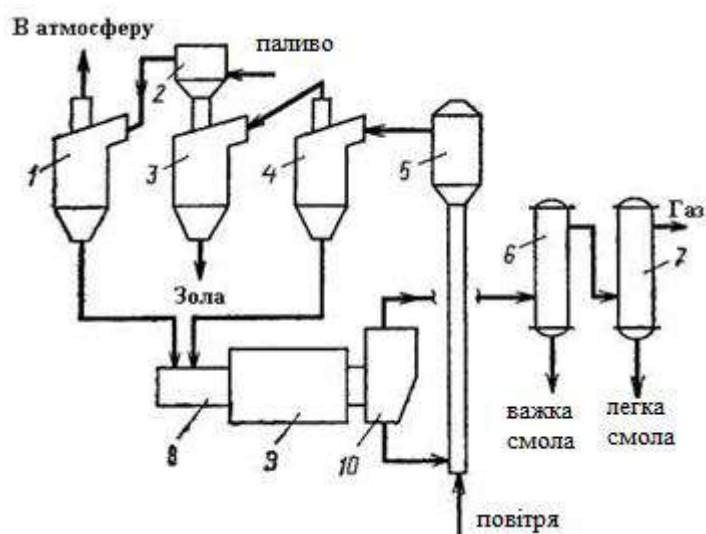 В атмосферу
паливо
2
1
3
4
5
Газ
6
7
Зола
8
9
10
важка
смола
легка
смола
повітря